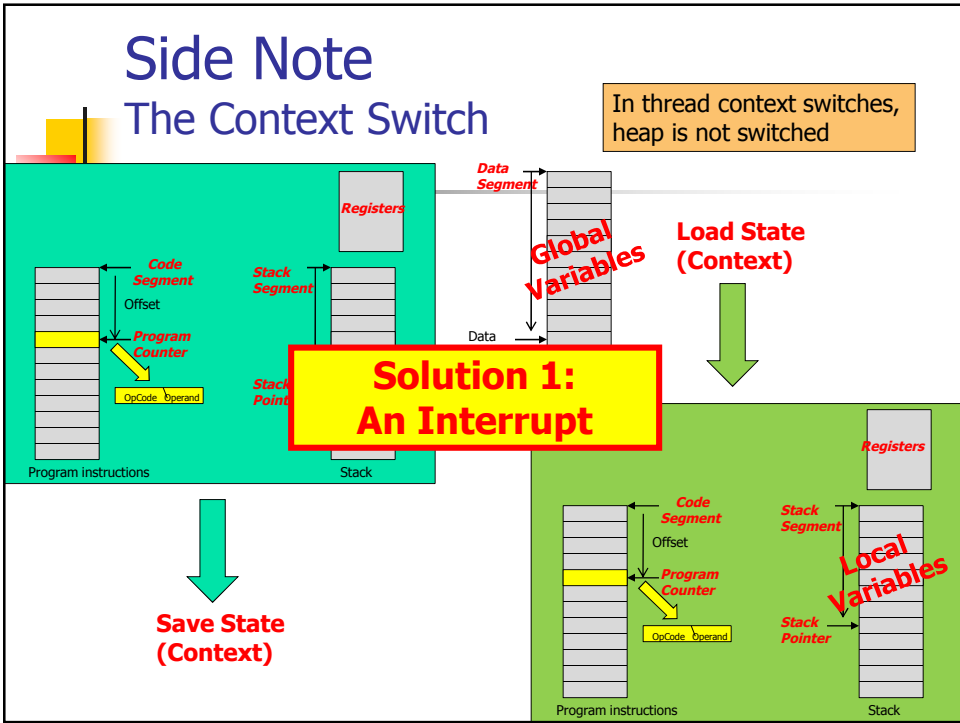 Side Note
The Context Switch
In thread context switches,
heap is not switched
Registers
Code
Segment
Offset
Program
Counter
OpCode Operand
Program instructions
Stack
Segment
Stack
Stack
Data
Segment
Global
Variables
Data
Solution 1:
An Interrupt
Load State
(Context)
Save State
(Context)
Registers
Code
Segment
Offset
Program
Counter
OpCode Operand
Program instructions
Stack
Segment
Local
Variables
Stack
Pointer
Stack